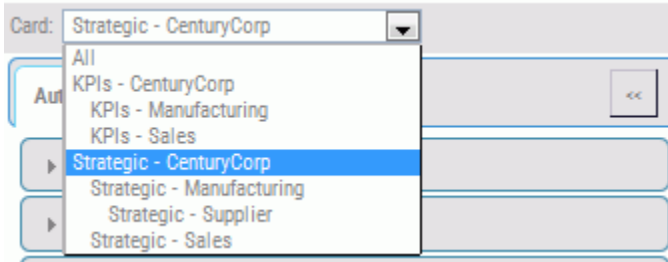 Card: Strategic - CenturyCorp
All
Aut
KPIs - CenturyCorp
<<
KPIs - Manufacturing
KPIs - Sales
Strategic - CenturyCorp
Strategic - Manufacturing
Strategic - Supplier
Strategic - Sales